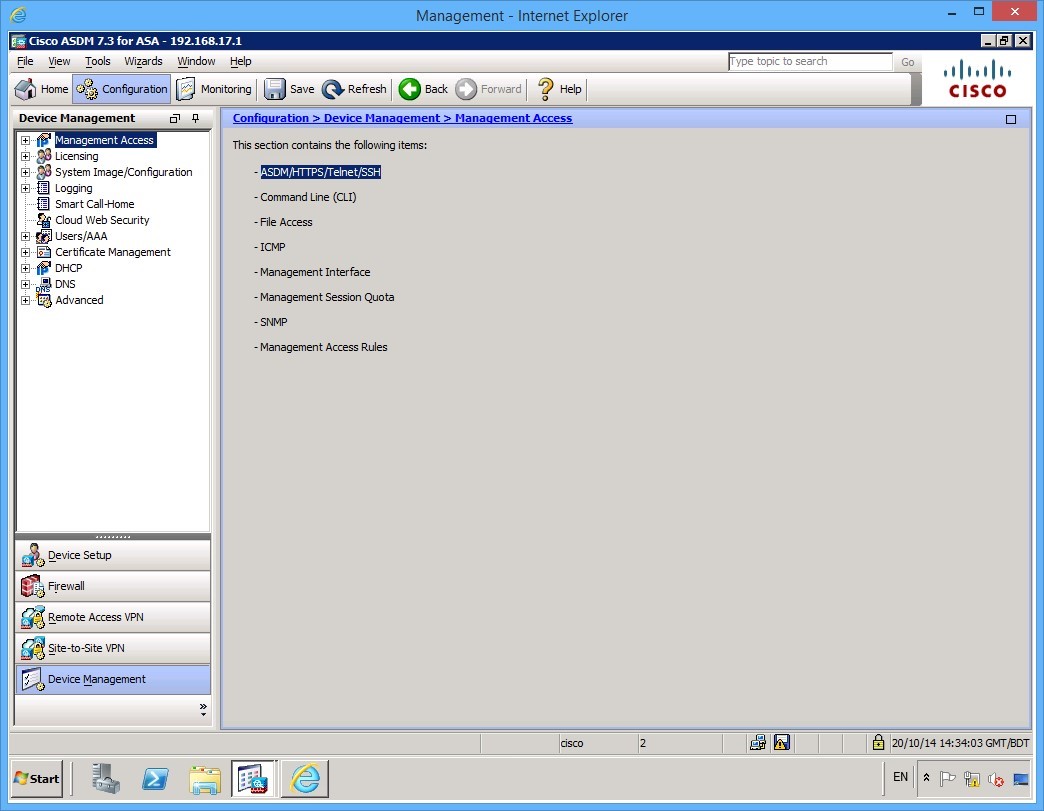 Management - Internet Explorer
Cisco ASDM 7.3 for ASA - 192.168.17.1
File View Tools Wizards Window Help
Type topic to search Go
CISCO
Home Configuration Monitoring Save Refresh Back Forward Help
Device Management
Configuration > Device Management > Management Access
Management Access
Licensing
System Image/Configuration
Logging
Smart Call-Home
Cloud Web Security
Users/AAA
Certificate Management
DHCP
DNS
DNS
Advanced
This section contains the following items:
- ASDM/HTTPS/Telnet/SSH
- Command Line (CLI)
- File Access
- ICMP
- Management Interface
- Management Session Quota
- SNMP
- Management Access Rules
Device Setup
Firewall
Remote Access VPN
Site-to-Site VPN
Device Management
cisco 2 20/10/14 14:34:03 GMT/BDT
Start EN